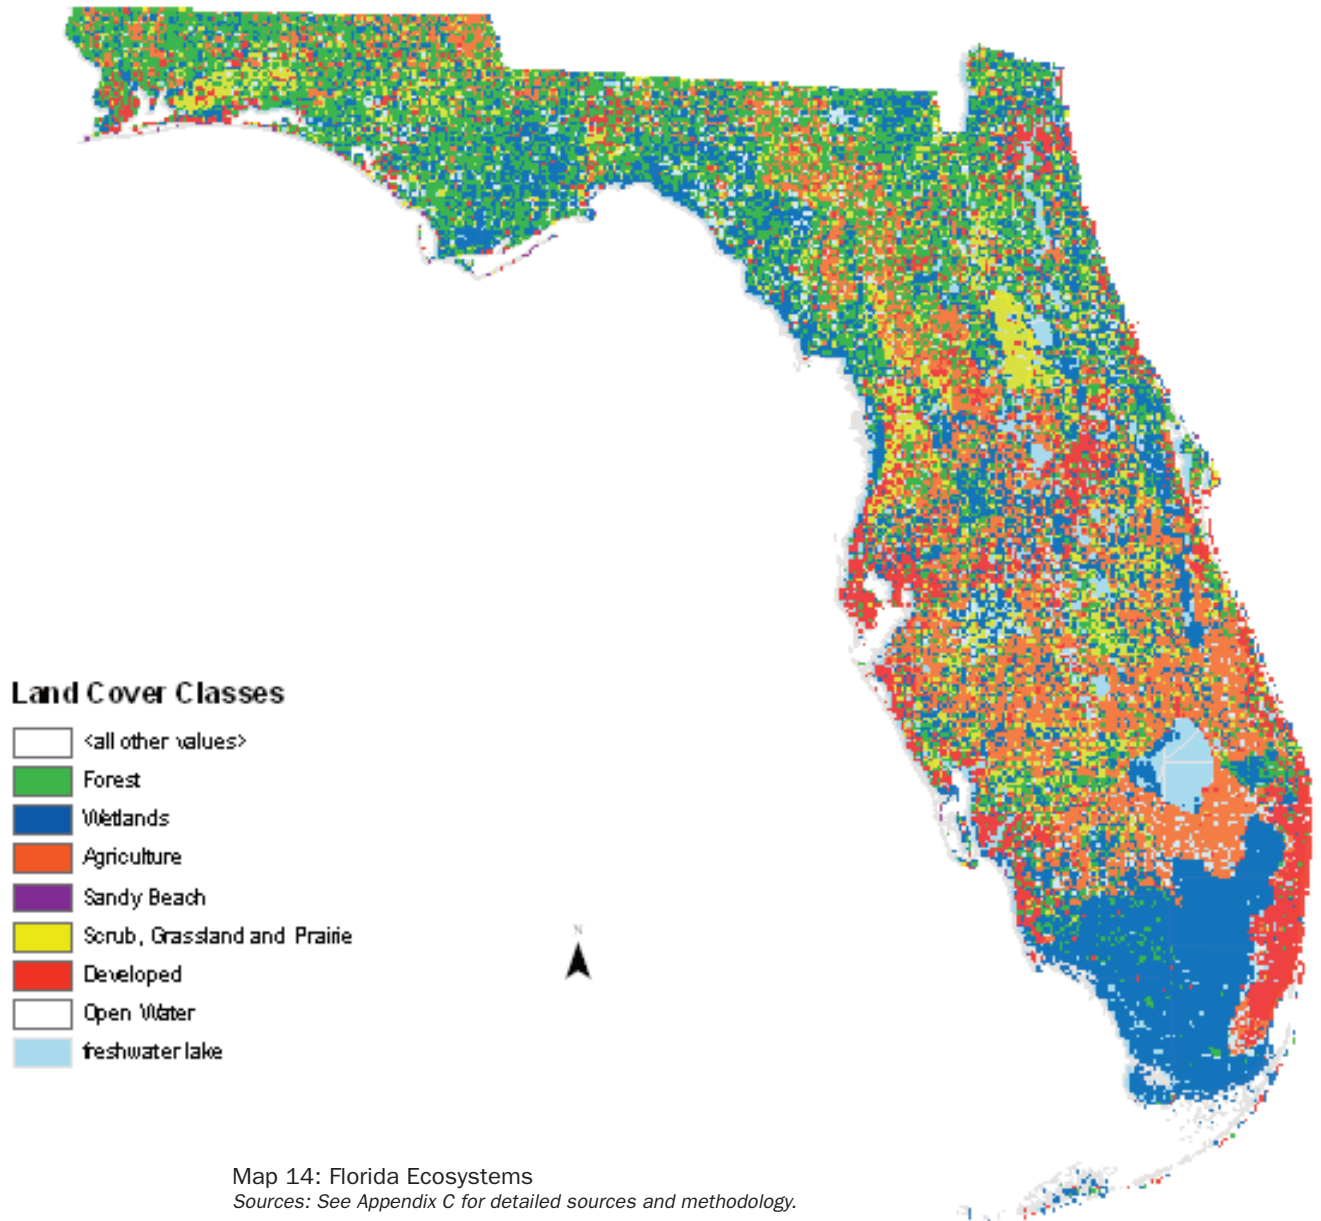 Land Cover Classes
<all other values>
Forest
Wetlands
Agriculture
Sandy Beach
Scrub, Grassland and Prairie
Developed
Open Water
freshwater lake
N
Map 14: Florida Ecosystems
Sources: See Appendix C for detailed sources and methodology.